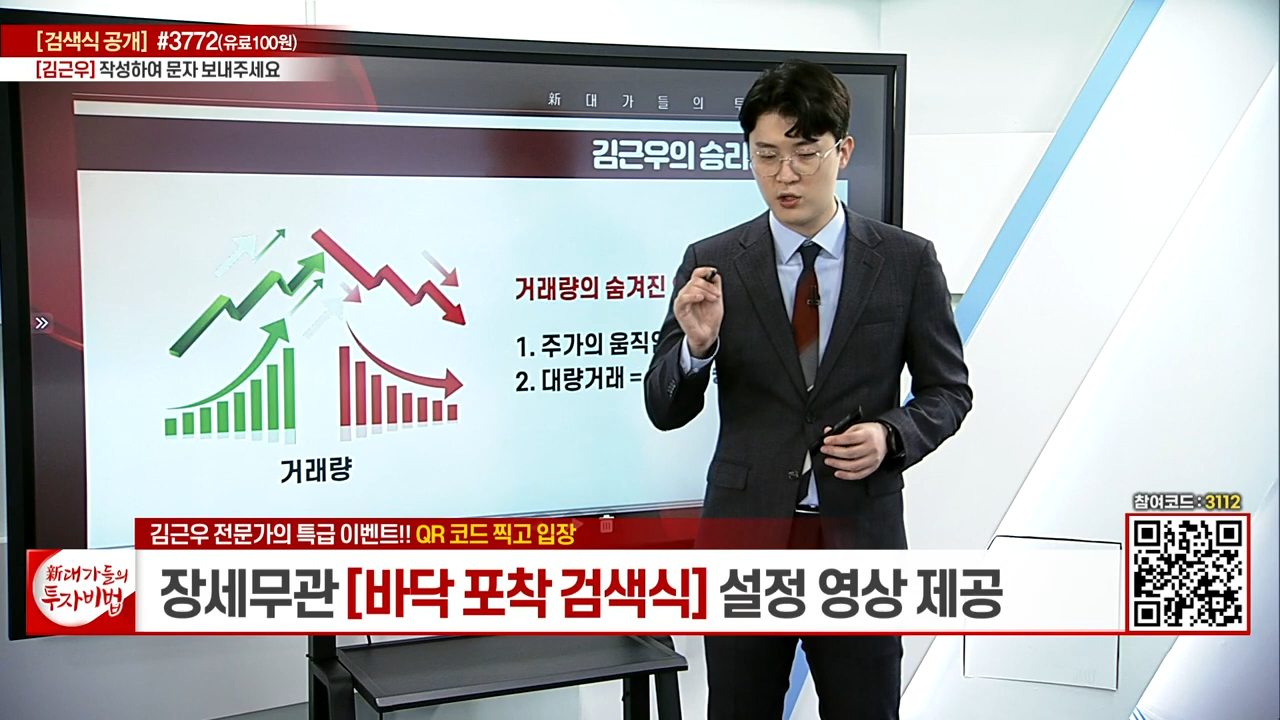 [검색식 공개] #3772(유료100원)
[김근우] 작성하여 문자 보내주세요
新 대 가 들 의
김근우의 승리
거래량의 숨겨진
1. 주가의 움직
2. 대량거래 =
거래량
참여코드 : 3112
김근우 전문가의 특급 이벤트!! QR 코드 찍고 입장
新대가들의
투자비법
장세무관 [바닥 포착 검색식] 설정 영상 제공